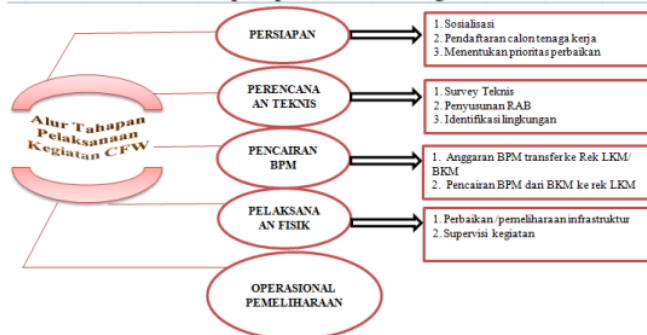 Alur Tahapan
Pelaksanaan
Kegiatan CFW
PERSIAPAN
1. Sosialisasi
2. Pendaftaran calon tenaga kerja
3. Menentukan prioritas perbaikan
PERENCANA
AN TEKNIS
1. Survey Teknis
2. Penyusunan RAB
3. Identifikasi lingkungan
PENCAIRAN
BPM
1. Anggaran BPM transfer ke Rek LKM/
BKM
2. Pencairan BPM dari BKM ke rek LKM
PELAKSANA
AN FISIK
1. Perbaikan /pemeliharaan infrastruktur
2. Supervisi kegiatan
OPERASIONAL
PEMELIHARAAN